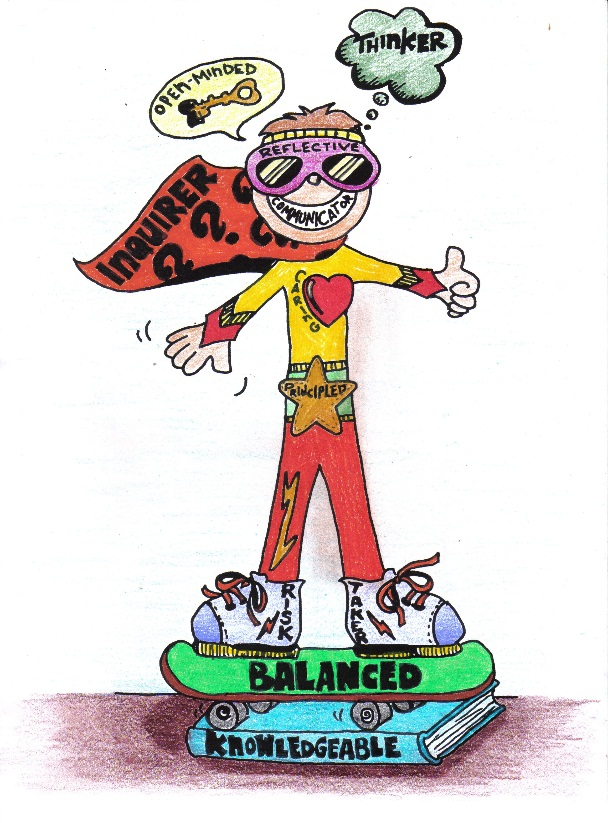 THINKER
OPEN-MINDED
REFLECTIVE
COMMUNICATOR
InQUIRER
? ? ? ?
CARING
PRINCIPLED
RISK
TAKER
BALANCED
KnOWLEDGEABLE